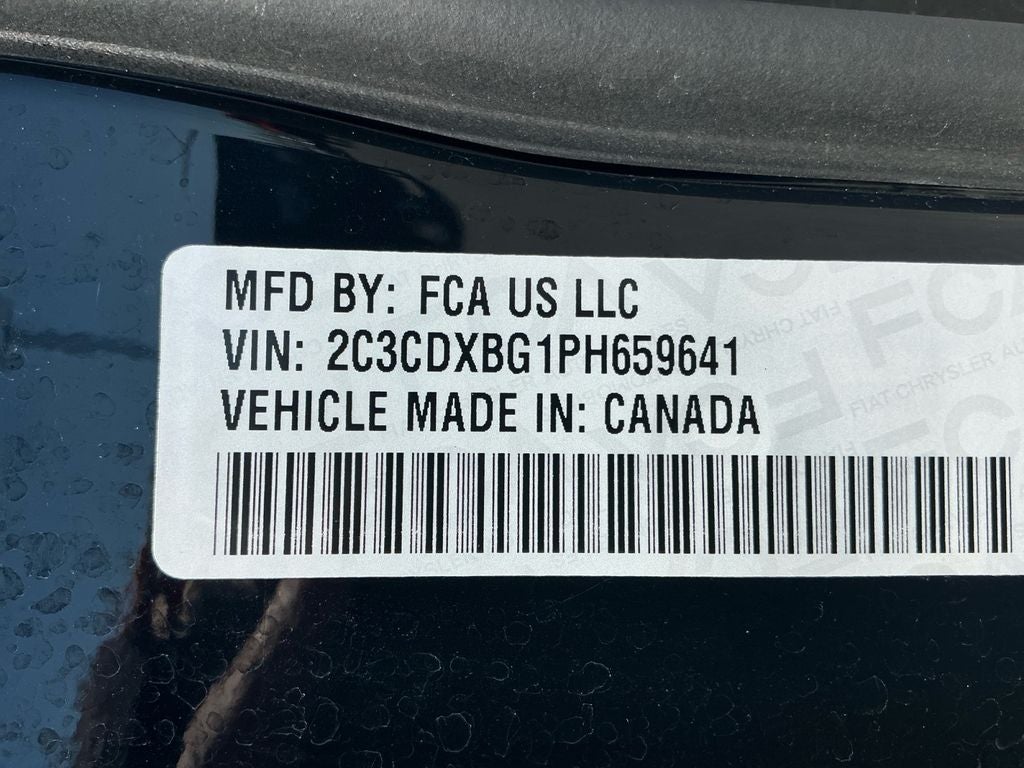 MFD BY: FCA US LLC
VIN: 2C3CDXBG1PH659641
VEHICLE MADE IN: CANADA